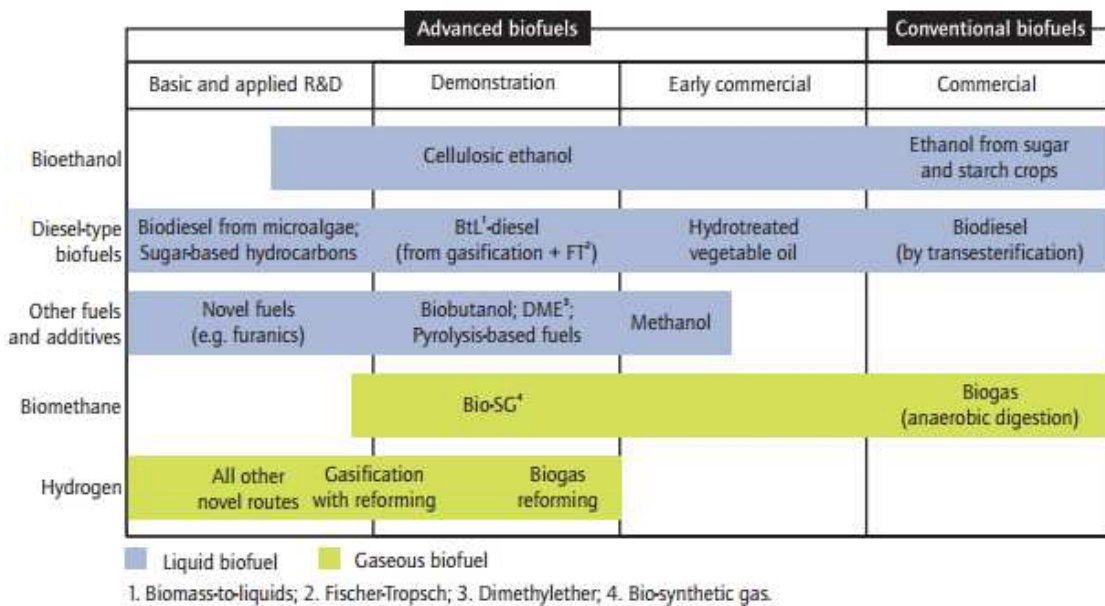 Advanced biofuels Conventional biofuels
Basic and applied R&D Demonstration Early commercial Commercial
Bioethanol
Cellulosic ethanol
Ethanol from sugar
and starch crops
Diesel-type
biofuels
Biodiesel from microalgae;
Sugar-based hydrocarbons
BtL¹-diesel
(from gasification + FT²)
Hydrotreated
vegetable oil
Biodiesel
(by transesterification)
Other fuels
and additives
Novel fuels
(e.g. furanics)
Biobutanol; DME³;
Pyrolysis-based fuels
Methanol
Biomethane
Bio-SG⁴
Biogas
(anaerobic digestion)
Hydrogen
All other
novel routes
Gasification
with reforming
Biogas
reforming
Liquid biofuel Gaseous biofuel
1. Biomass-to-liquids; 2. Fischer-Tropsch; 3. Dimethylether; 4. Bio-synthetic gas.